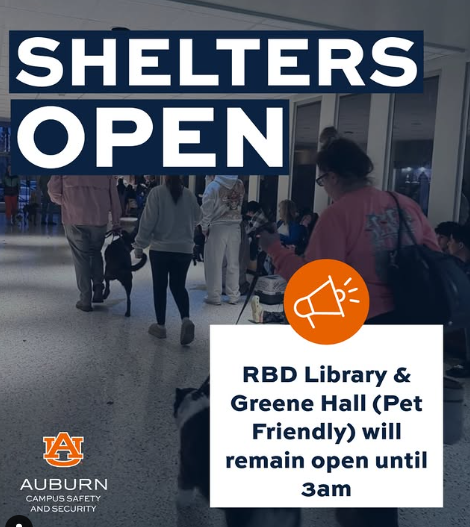 SHELTERS
OPEN
RBD Library &
Greene Hall (Pet
Friendly) will
remain open until
3am
AU
AUBURN
CAMPUS SAFETY
AND SECURITY